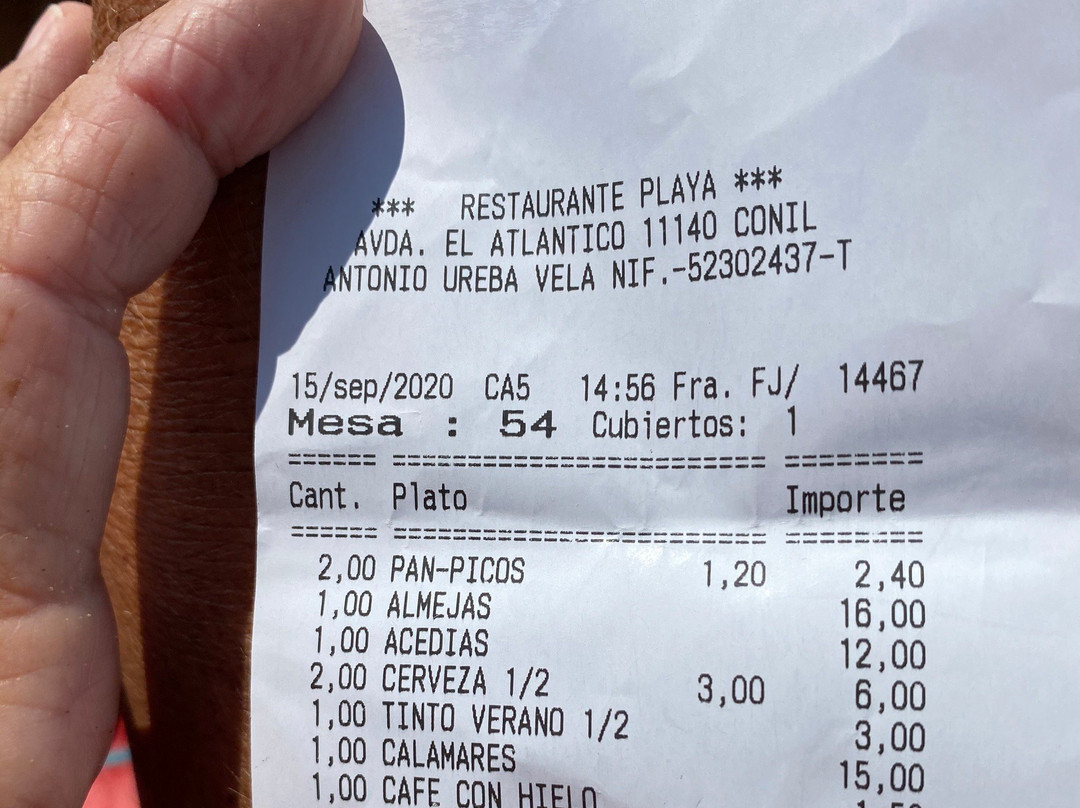 *** RESTAURANTE PLAYA ***
AVDA. EL ATLANTICO 11140 CONIL
ANTONIO UREBA VELA NIF.-52302437-T
15/sep/2020 CA5 14:56 Fra. FJ/ 14467
Mesa : 54 Cubiertos: 1
====== ======================== =========
Cant. Plato Importe
====== ======================== =========
2,00 PAN-PICOS 1,20 2,40
1,00 ALMEJAS 16,00
1,00 ACEDIAS 12,00
2,00 CERVEZA 1/2 3,00 6,00
1,00 TINTO VERANO 1/2 3,00
1,00 CALAMARES 15,00
1,00 CAFE CON HIELO